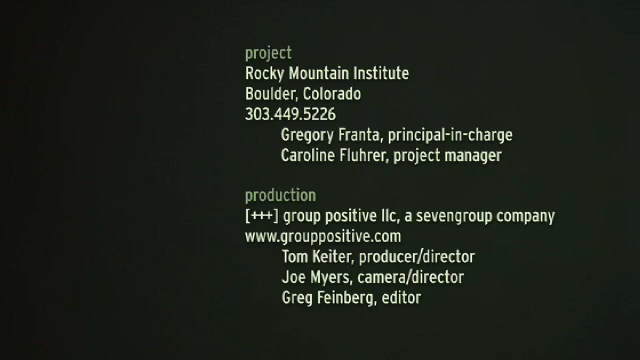 project
Rocky Mountain Institute
Boulder, Colorado
303.449.5226
Gregory Franta, principal-in-charge
Caroline Fluhrer, project manager
production
[+++] group positive llc, a sevengroup company
www.grouppositive.com
Tom Keiter, producer/director
Joe Myers, camera/director
Greg Feinberg, editor